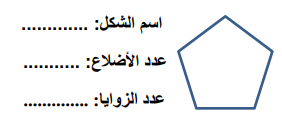 اسم الشكل: .............
عدد الأضلاع: ...........
عدد الزوايا: ..............